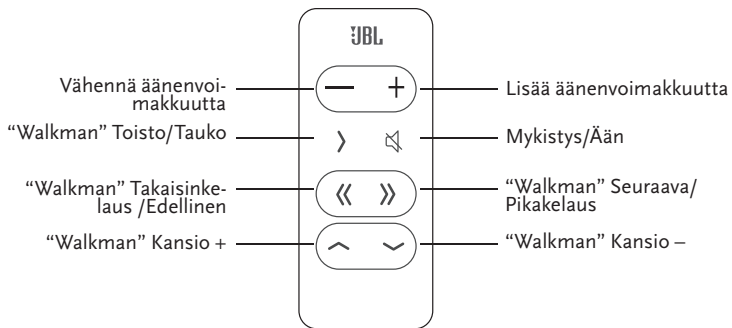 JBL
Vähennä äänenvoi-
makkuutta
Lisää äänenvoimakkuutta
“Walkman” Toisto/Tauko
Mykistys/Ään
“Walkman” Takaisinke-
laus /Edellinen
“Walkman” Seuraava/
Pikakelaus
“Walkman” Kansio +
“Walkman” Kansio –